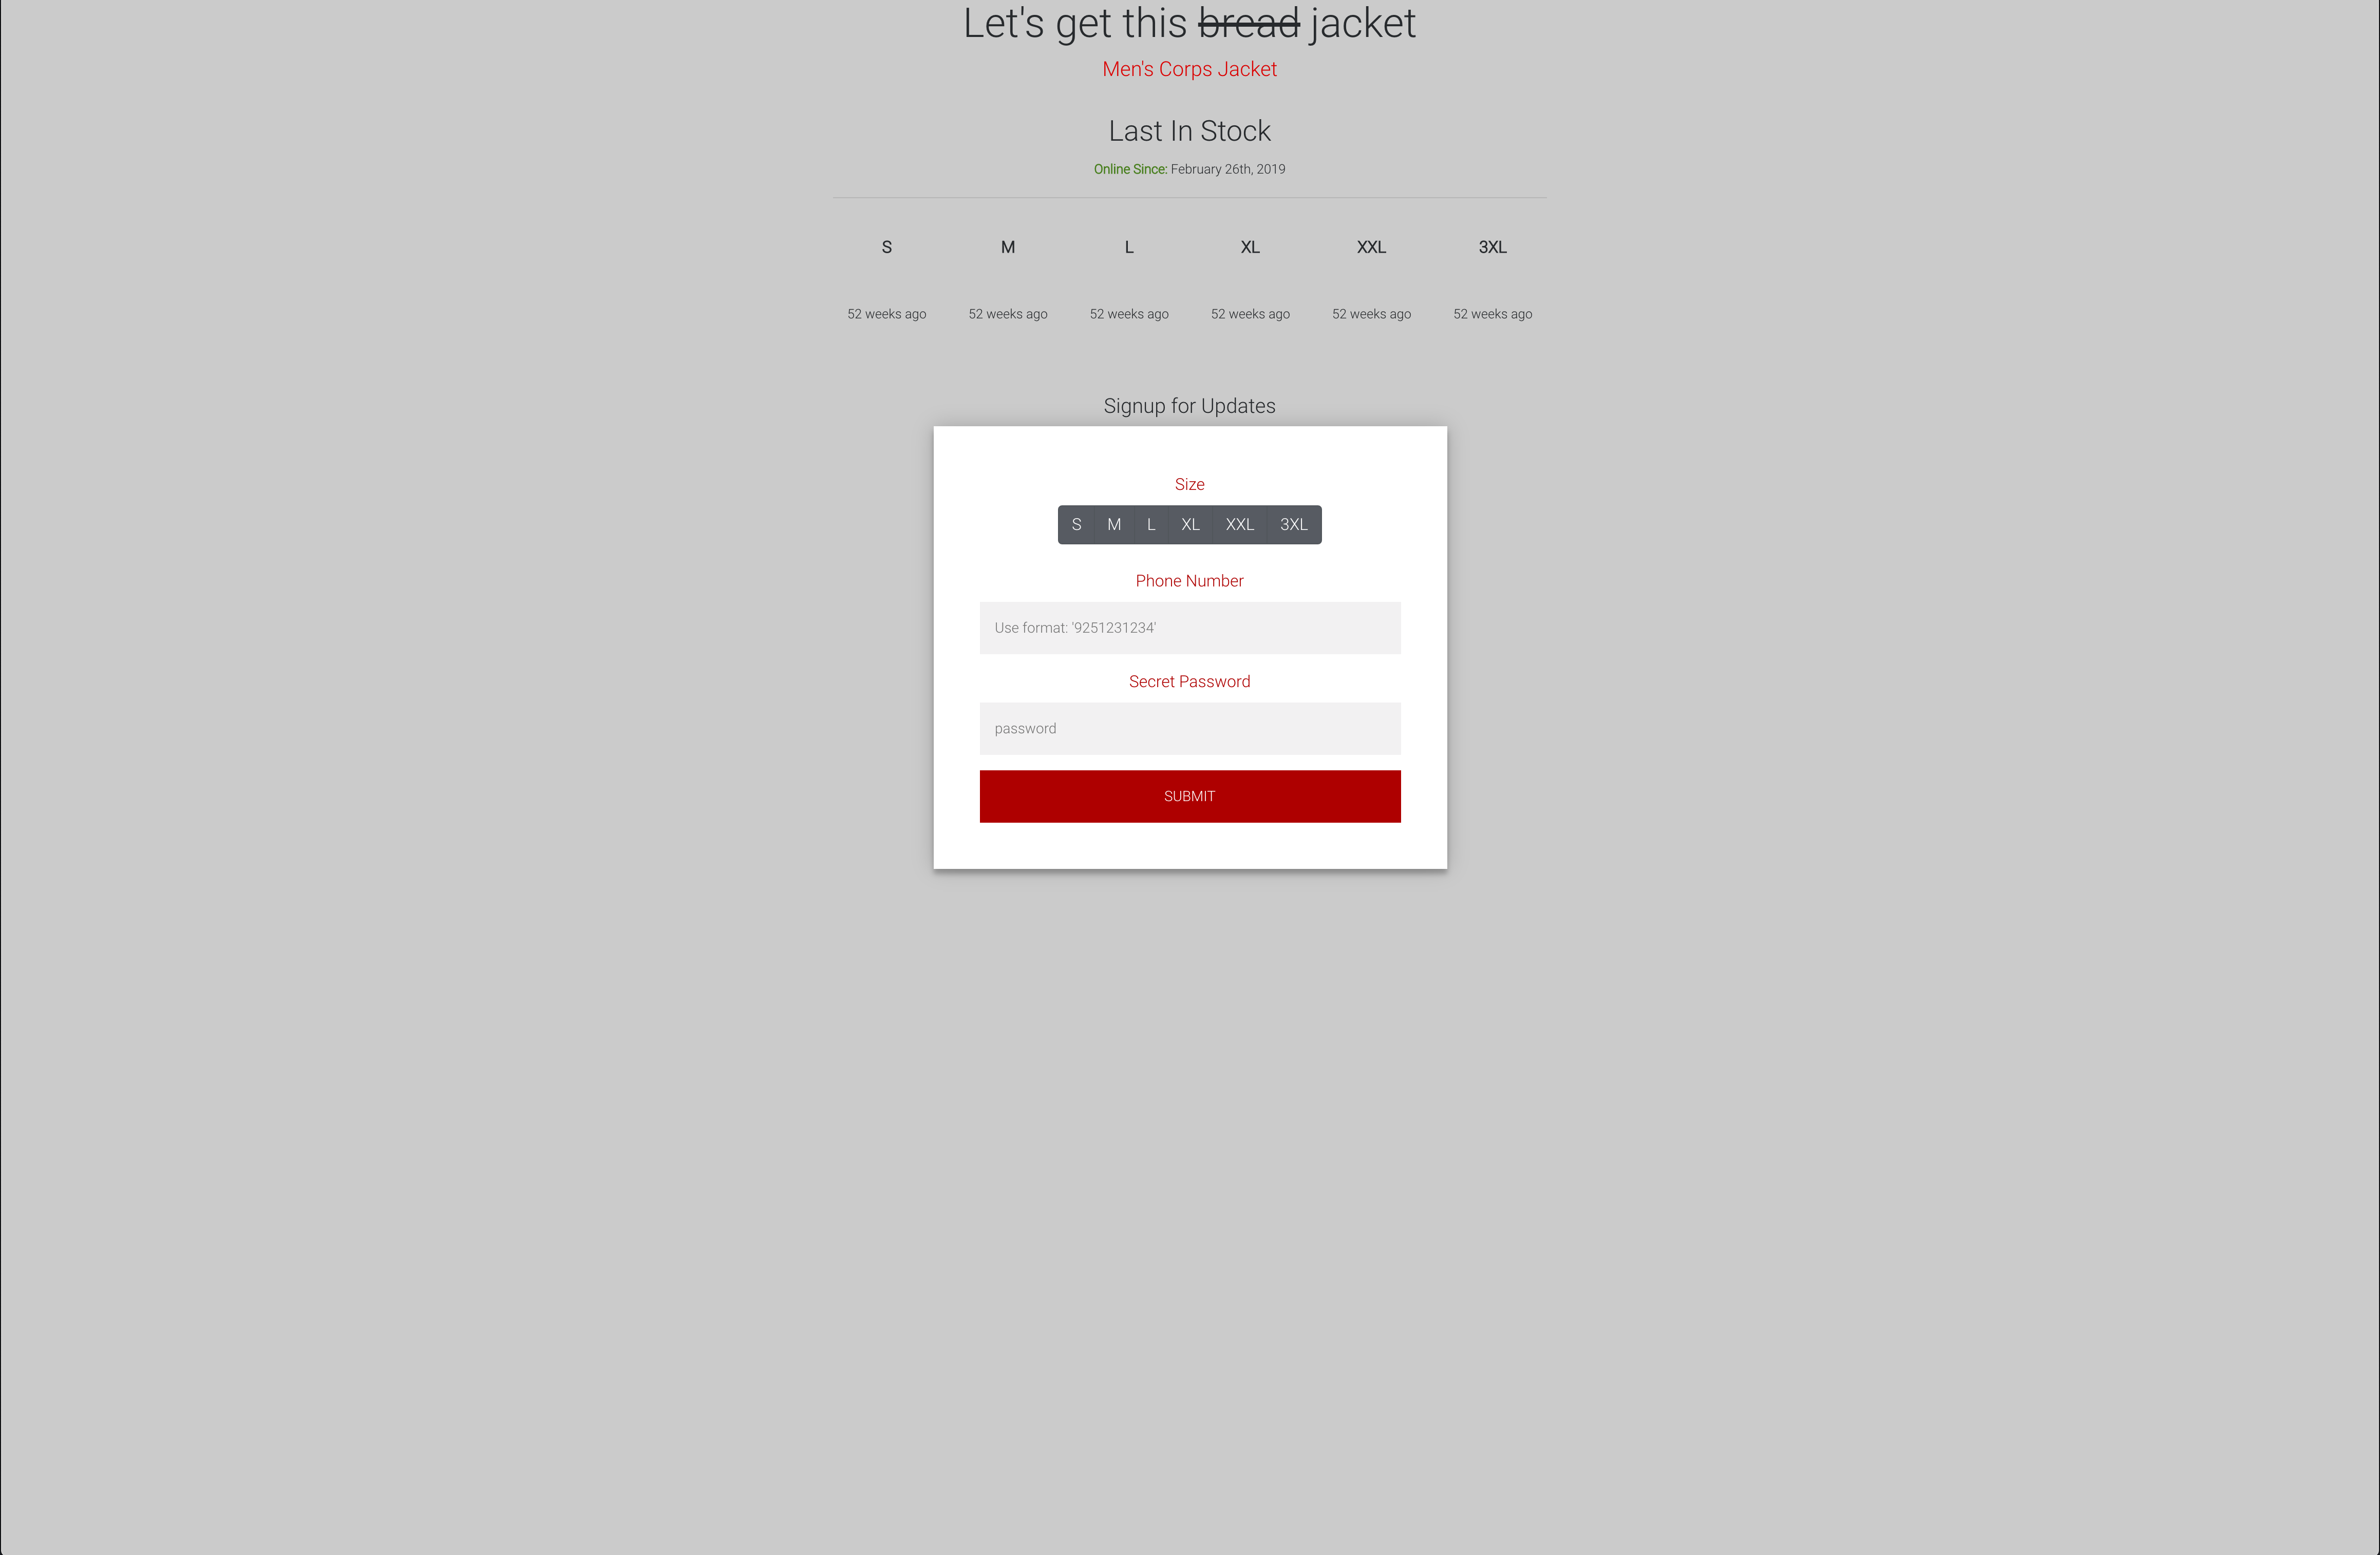 Let's get this bread jacket
Men's Corps Jacket
Last In Stock
Online Since: February 26th, 2019
S M L XL XXL 3XL
52 weeks ago 52 weeks ago 52 weeks ago 52 weeks ago 52 weeks ago 52 weeks ago
Signup for Updates
Size
S M L XL XXL 3XL
Phone Number
Use format: '9251231234'
Secret Password
password
SUBMIT